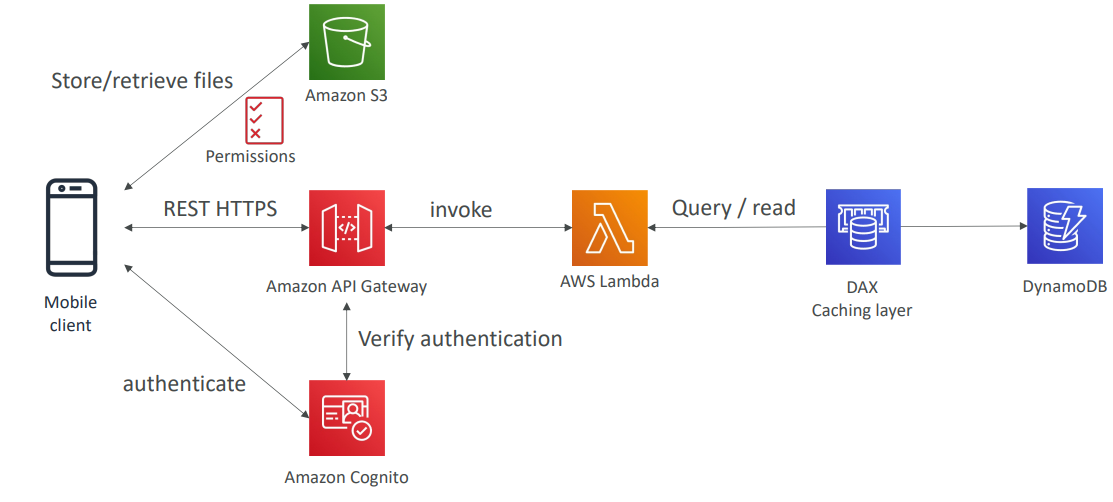 Store/retrieve files
Amazon S3
Permissions
REST HTTPS
invoke
Query / read
Amazon API Gateway
AWS Lambda
DAX
Caching layer
DynamoDB
Mobile
client
Verify authentication
authenticate
Amazon Cognito